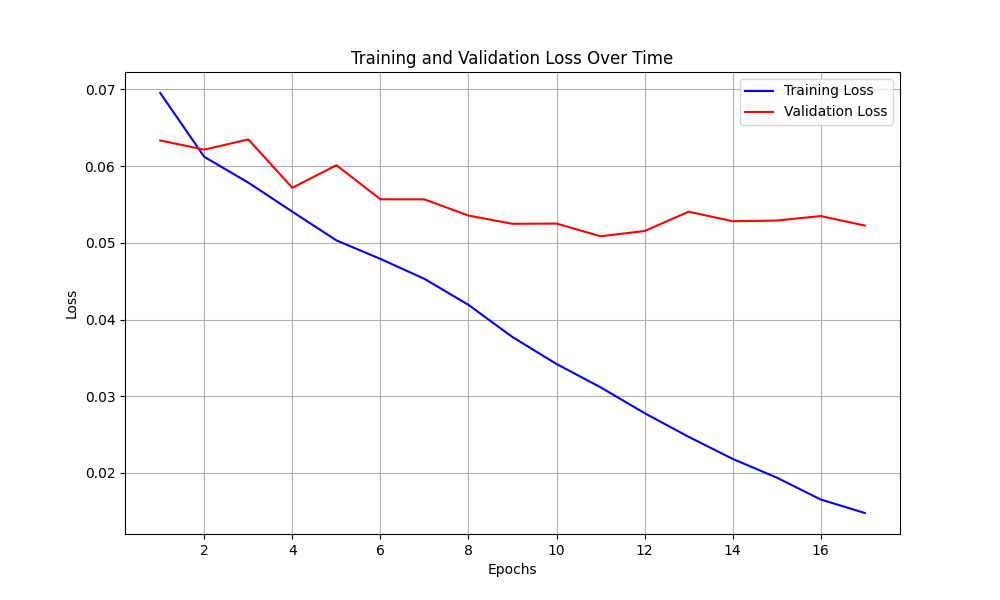 Training and Validation Loss Over Time
Training Loss
Validation Loss
0.07
0.06
0.05
0.04
0.03
0.02
Loss
2 4 6 8 10 12 14 16
Epochs